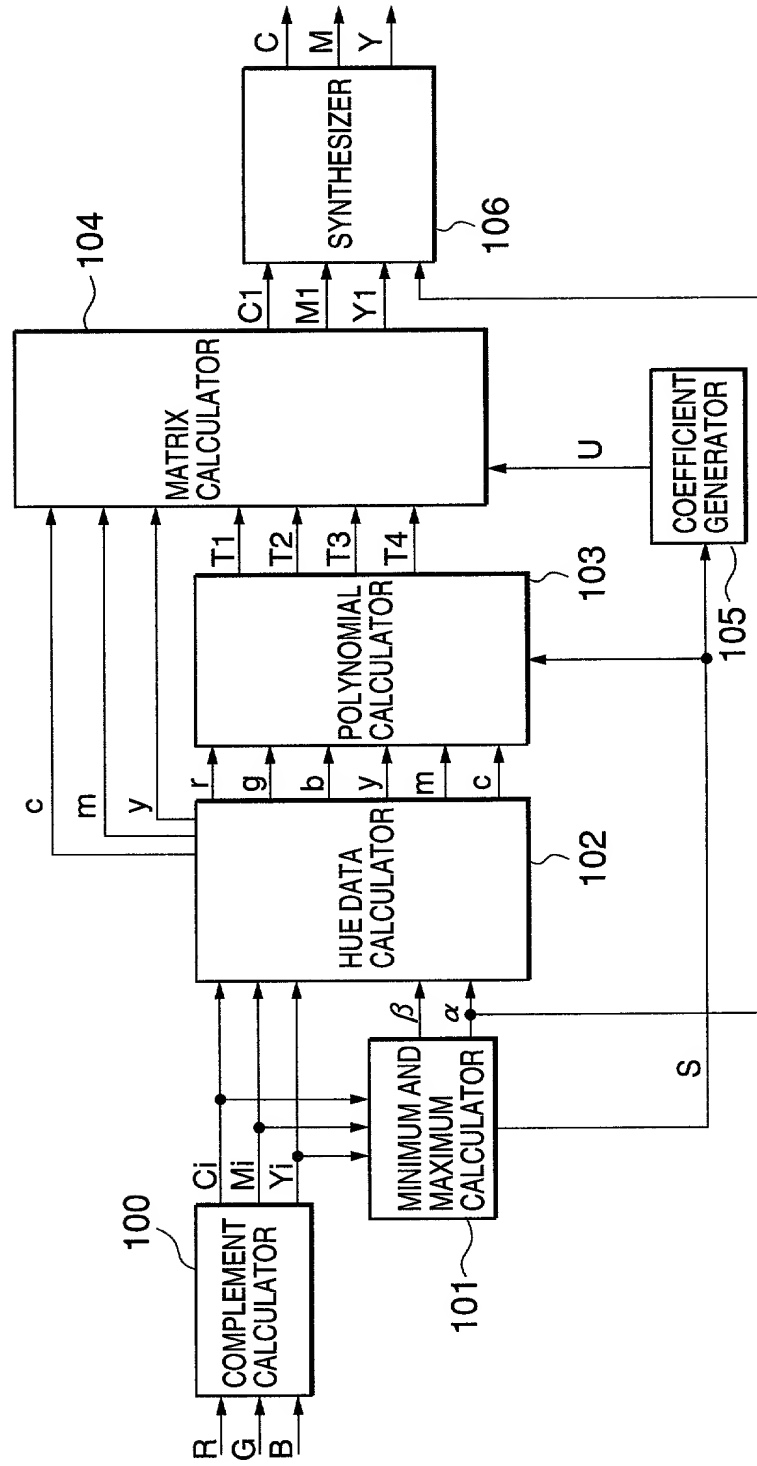 R
G
B
COMPLEMENT
CALCULATOR
100
Ci
Mi
Yi
MINIMUM AND
MAXIMUM
CALCULATOR
101
β
α
S
HUE DATA
CALCULATOR
102
c
m
y
r
g
b
y
m
c
POLYNOMIAL
CALCULATOR
103
T1
T2
T3
T4
MATRIX
CALCULATOR
104
COEFFICIENT
GENERATOR
105
U
C1
M1
Y1
SYNTHESIZER
106
C
M
Y